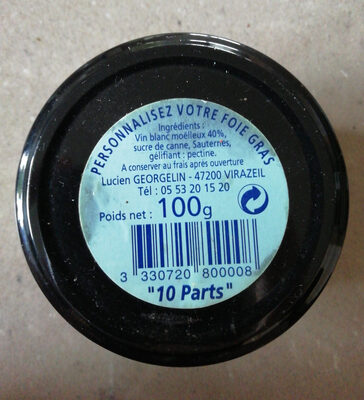 PERSONNALISEZ VOTRE FOIE GRAS
Ingrédients :
Vin blanc moëlleux 40%,
sucre de canne, Sauternes,
gélifiant : pectine.
A conserver au frais après ouverture
Lucien GEORGELIN - 47200 VIRAZEIL
Tél : 05 53 20 15 20
Poids net : 100g
3 330720 800008
"10 Parts"